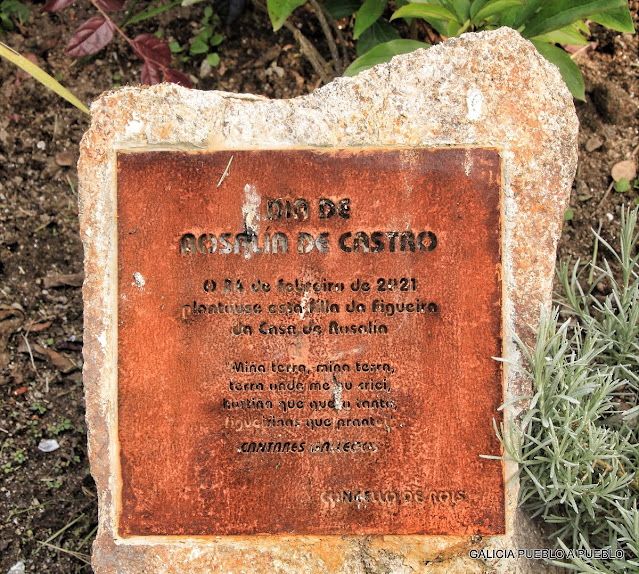 DIA DE
ROSALÍA DE CASTRO
O 24 de febreiro de 2021
plantouse esta filla da Figueira
da Casa de Rosalía
"Miña terra, miña terra,
terra onde me eu criei,
hortiña que quero tanto,
figueiriñas que prantei"
CANTARES GALLEGOS
CONCELLO DE ROIS
GALICIA PUEBLO A PUEBLO